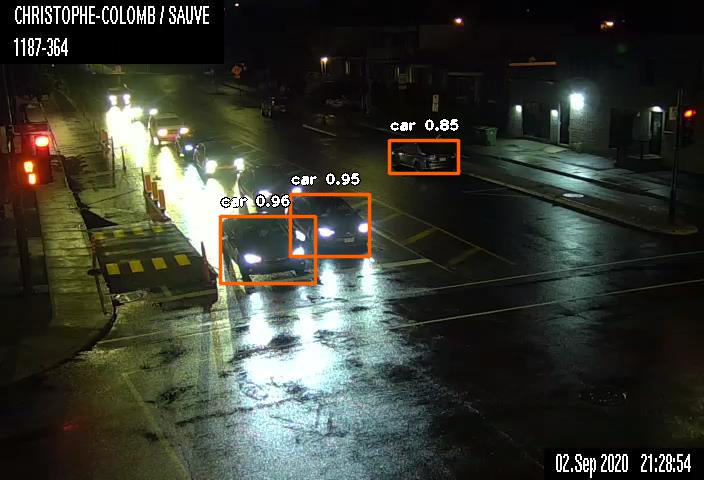 CHRISTOPHE-COLOMB / SAUVE
1187-364
car 0.85
car 0.95
car 0.96
02.Sep 2020 21:28:54